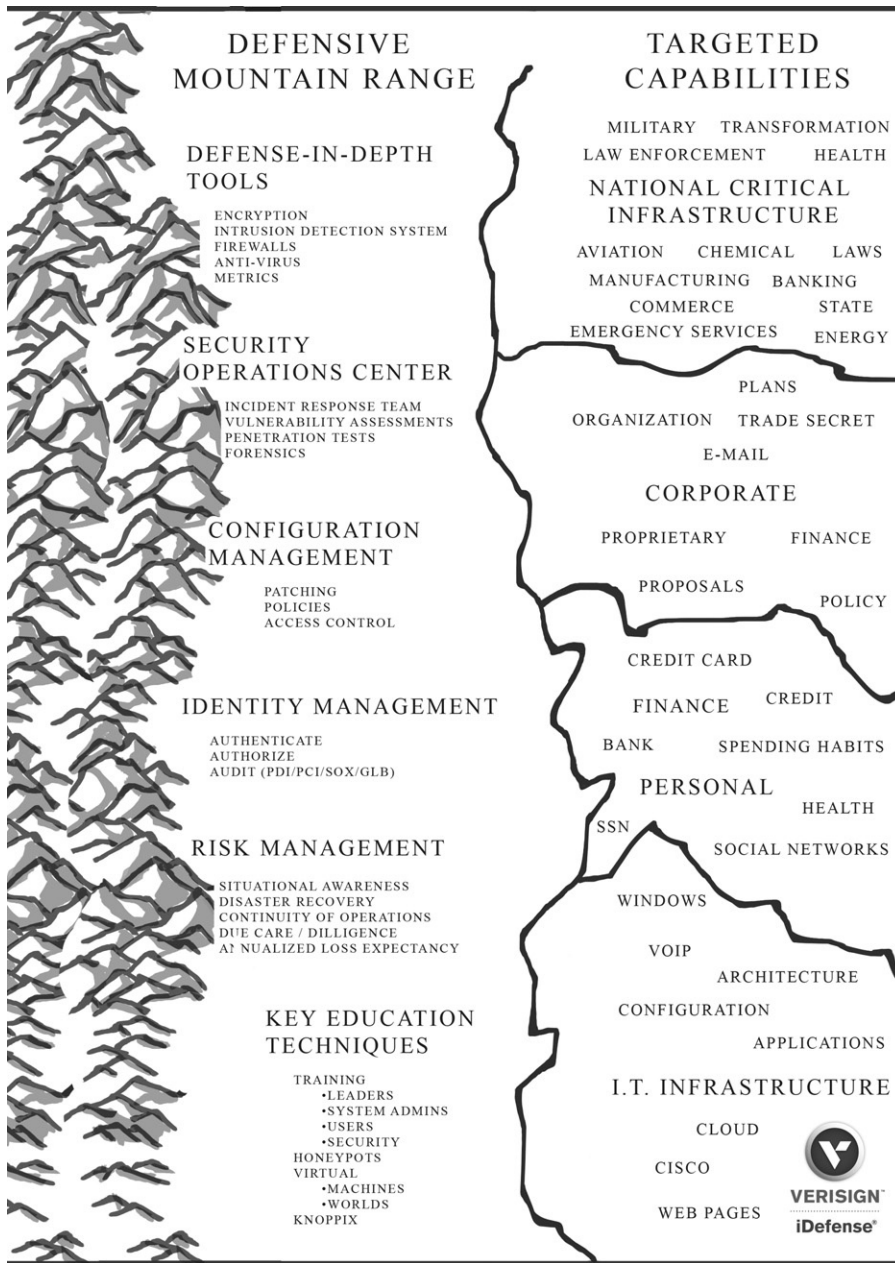 DEFENSIVE
MOUNTAIN RANGE
DEFENSE-IN-DEPTH
TOOLS
ENCRYPTION
INTRUSION DETECTION SYSTEM
FIREWALLS
ANTI-VIRUS
METRICS
SECURITY
OPERATIONS CENTER
INCIDENT RESPONSE TEAM
VULNERABILITY ASSESSMENTS
PENETRATION TESTS
FORENSICS
CONFIGURATION
MANAGEMENT
PATCHING
POLICIES
ACCESS CONTROL
IDENTITY MANAGEMENT
AUTHENTICATE
AUTHORIZE
AUDIT (PDI/PCI/SOX/GLB)
RISK MANAGEMENT
SITUATIONAL AWARENESS
DISASTER RECOVERY
CONTINUITY OF OPERATIONS
DUE CARE / DILLIGENCE
ANNUALIZED LOSS EXPECTANCY
KEY EDUCATION
TECHNIQUES
TRAINING
•LEADERS
•SYSTEM ADMINS
•USERS
•SECURITY
HONEYPOTS
VIRTUAL
•MACHINES
•WORLDS
KNOPPIX
TARGETED
CAPABILITIES
MILITARY TRANSFORMATION
LAW ENFORCEMENT HEALTH
NATIONAL CRITICAL
INFRASTRUCTURE
AVIATION CHEMICAL LAWS
MANUFACTURING BANKING
COMMERCE STATE
EMERGENCY SERVICES ENERGY
PLANS
ORGANIZATION TRADE SECRET
E-MAIL
CORPORATE
PROPRIETARY FINANCE
PROPOSALS
POLICY
CREDIT CARD
FINANCE CREDIT
BANK SPENDING HABITS
PERSONAL
HEALTH
SSN
SOCIAL NETWORKS
WINDOWS
VOIP
ARCHITECTURE
CONFIGURATION
APPLICATIONS
I.T. INFRASTRUCTURE
CLOUD
CISCO
WEB PAGES
VERISIGN™
iDefense®